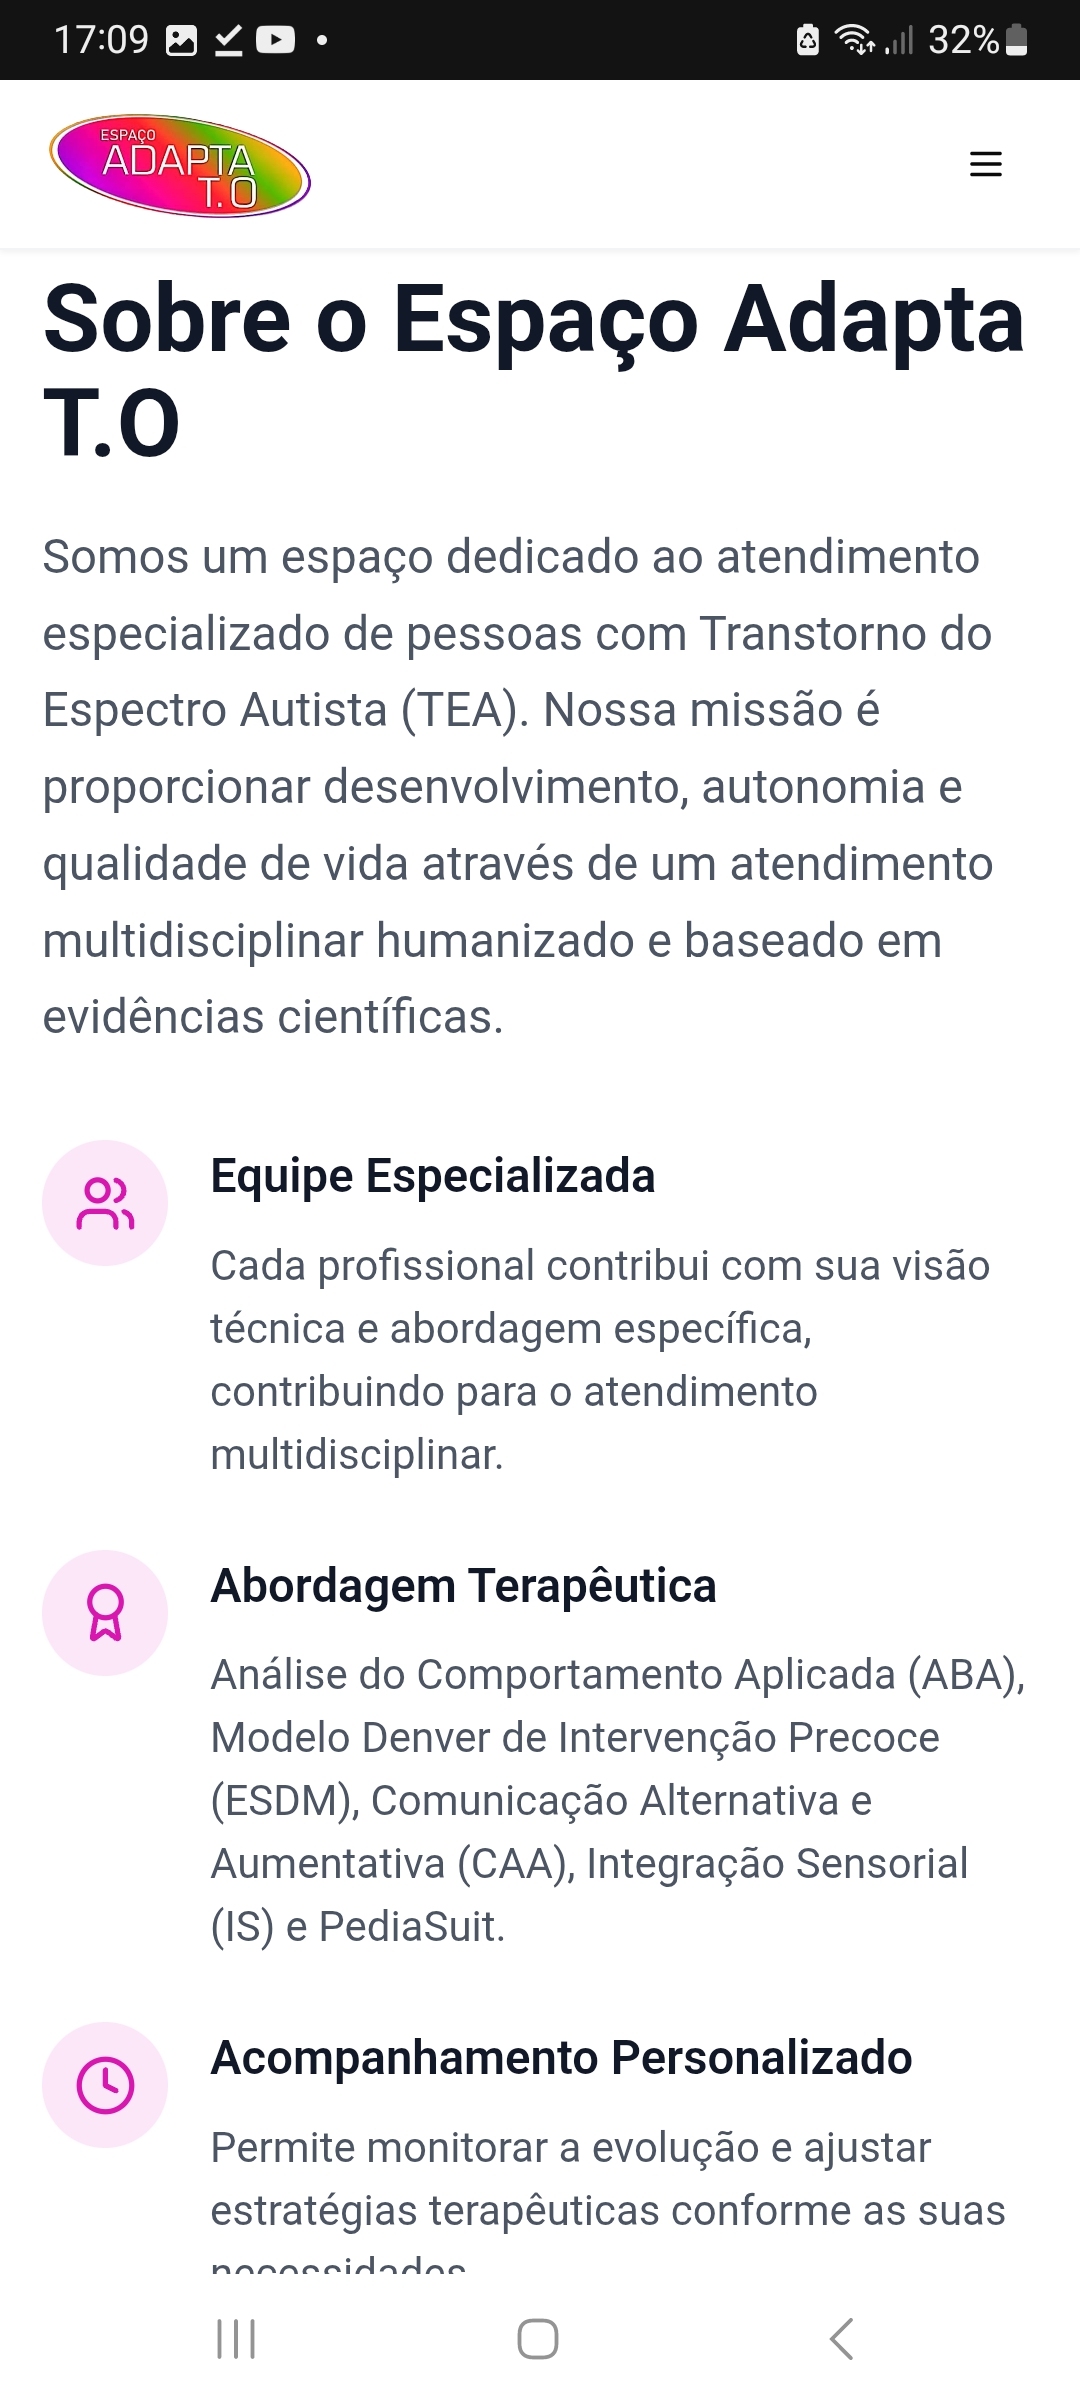 17:09
32%
ESPAÇO
ADAPTA
T.O
Sobre o Espaço Adapta
T.O
Somos um espaço dedicado ao atendimento
especializado de pessoas com Transtorno do
Espectro Autista (TEA). Nossa missão é
proporcionar desenvolvimento, autonomia e
qualidade de vida através de um atendimento
multidisciplinar humanizado e baseado em
evidências científicas.
Equipe Especializada
Cada profissional contribui com sua visão
técnica e abordagem específica,
contribuindo para o atendimento
multidisciplinar.
Abordagem Terapêutica
Análise do Comportamento Aplicada (ABA),
Modelo Denver de Intervenção Precoce
(ESDM), Comunicação Alternativa e
Aumentativa (CAA), Integração Sensorial
(IS) e PediaSuit.
Acompanhamento Personalizado
Permite monitorar a evolução e ajustar
estratégias terapêuticas conforme as suas
necessidades